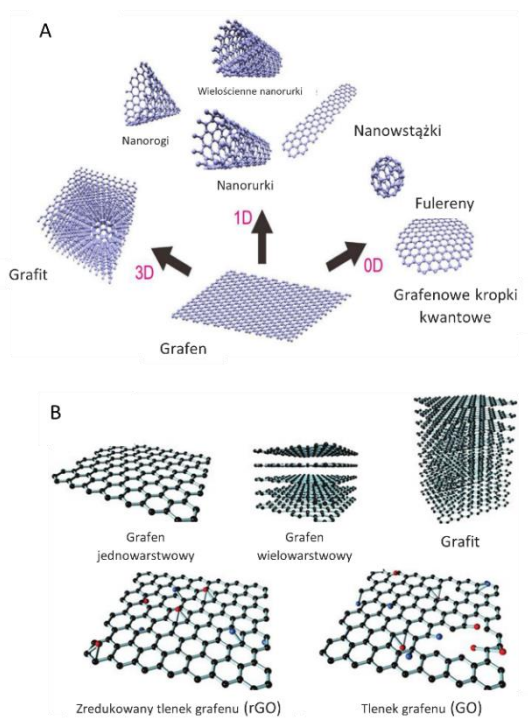 A
Wielościenne nanorurki
Nanorogi
Nanowstążki
Nanorurki
Fulereny
1D
Grafit
3D
0D
Grafenowe kropki
kwantowe
Grafen
B
Grafen
jednowarstwowy
Grafen
wielowarstwowy
Grafit
Zredukowany tlenek grafenu (rGO)
Tlenek grafenu (GO)